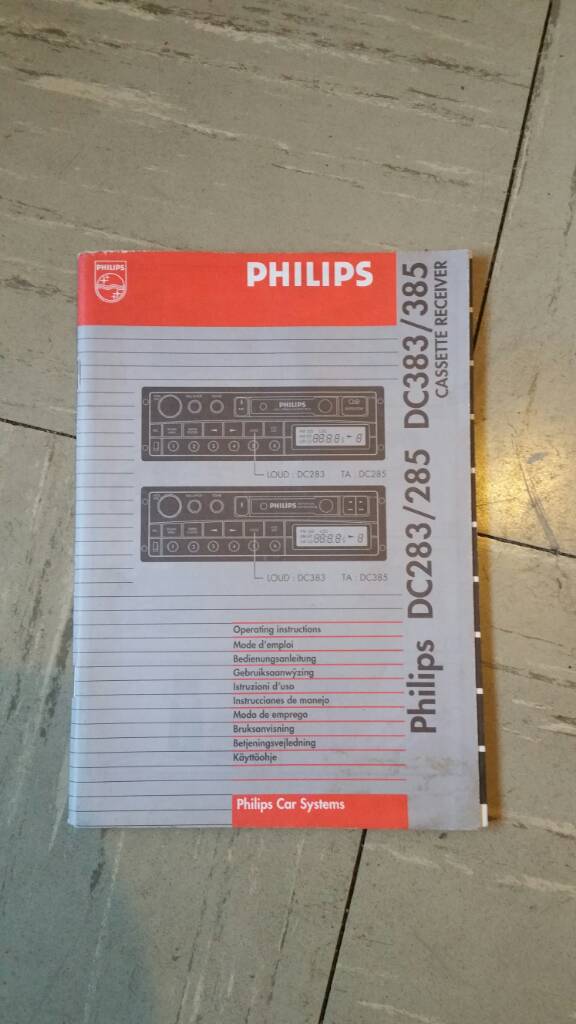 PHILIPS
PHILIPS
Philips DC283/285 DC383/385
CASSETTE RECEIVER
PHILIPS
LOUD : DC283 TA : DC285
PHILIPS
LOUD : DC383 TA : DC385
Operating instructions
Mode d'emploi
Bedienungsanleitung
Gebruiksaanwÿzing
Istruzioni d'uso
Instrucciones de manejo
Modo de emprego
Bruksanvisning
Betjeningsvejledning
Käyttöohje
Philips Car Systems